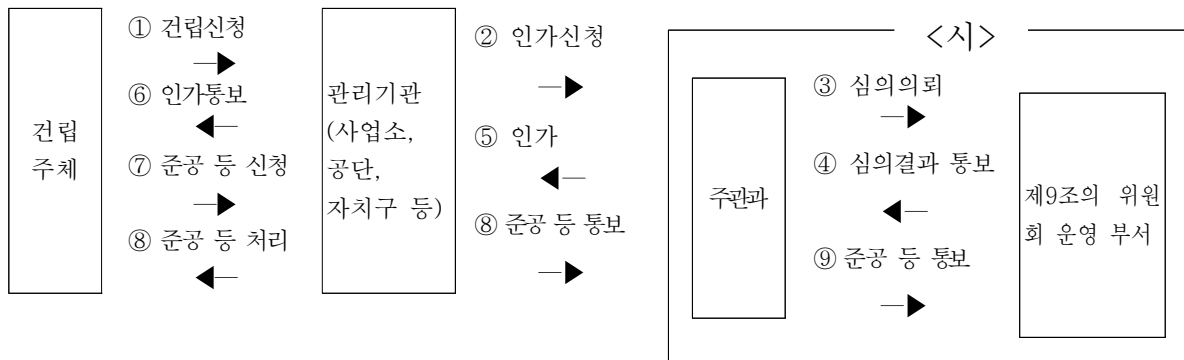 건립
주체
① 건립신청
⑥ 인가통보
⑦ 준공 등 신청
⑧ 준공 등 처리
관리기관
(사업소,
공단,
자치구 등)
② 인가신청
⑤ 인가
⑧ 준공 등 통보
<시>
주관과
③ 심의의뢰
④ 심의결과 통보
⑨ 준공 등 통보
제9조의 위원
회 운영 부서